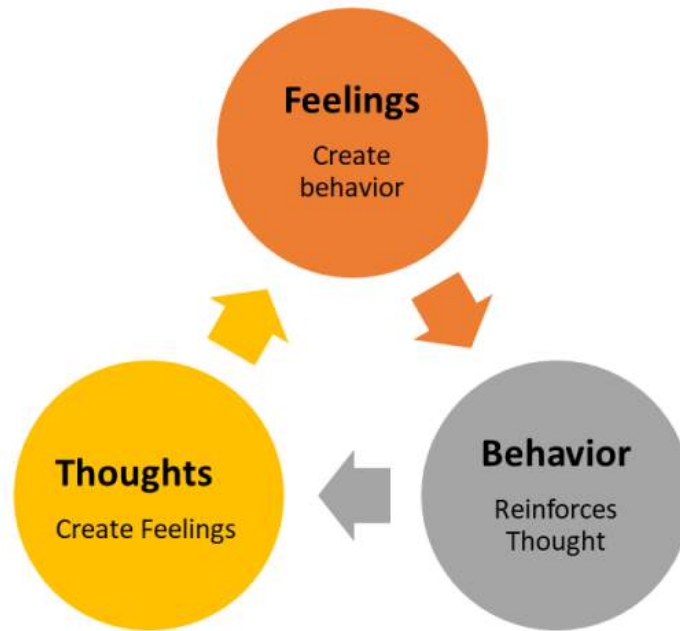 Feelings
Create
behavior
Thoughts
Create Feelings
Behavior
Reinforces
Thought